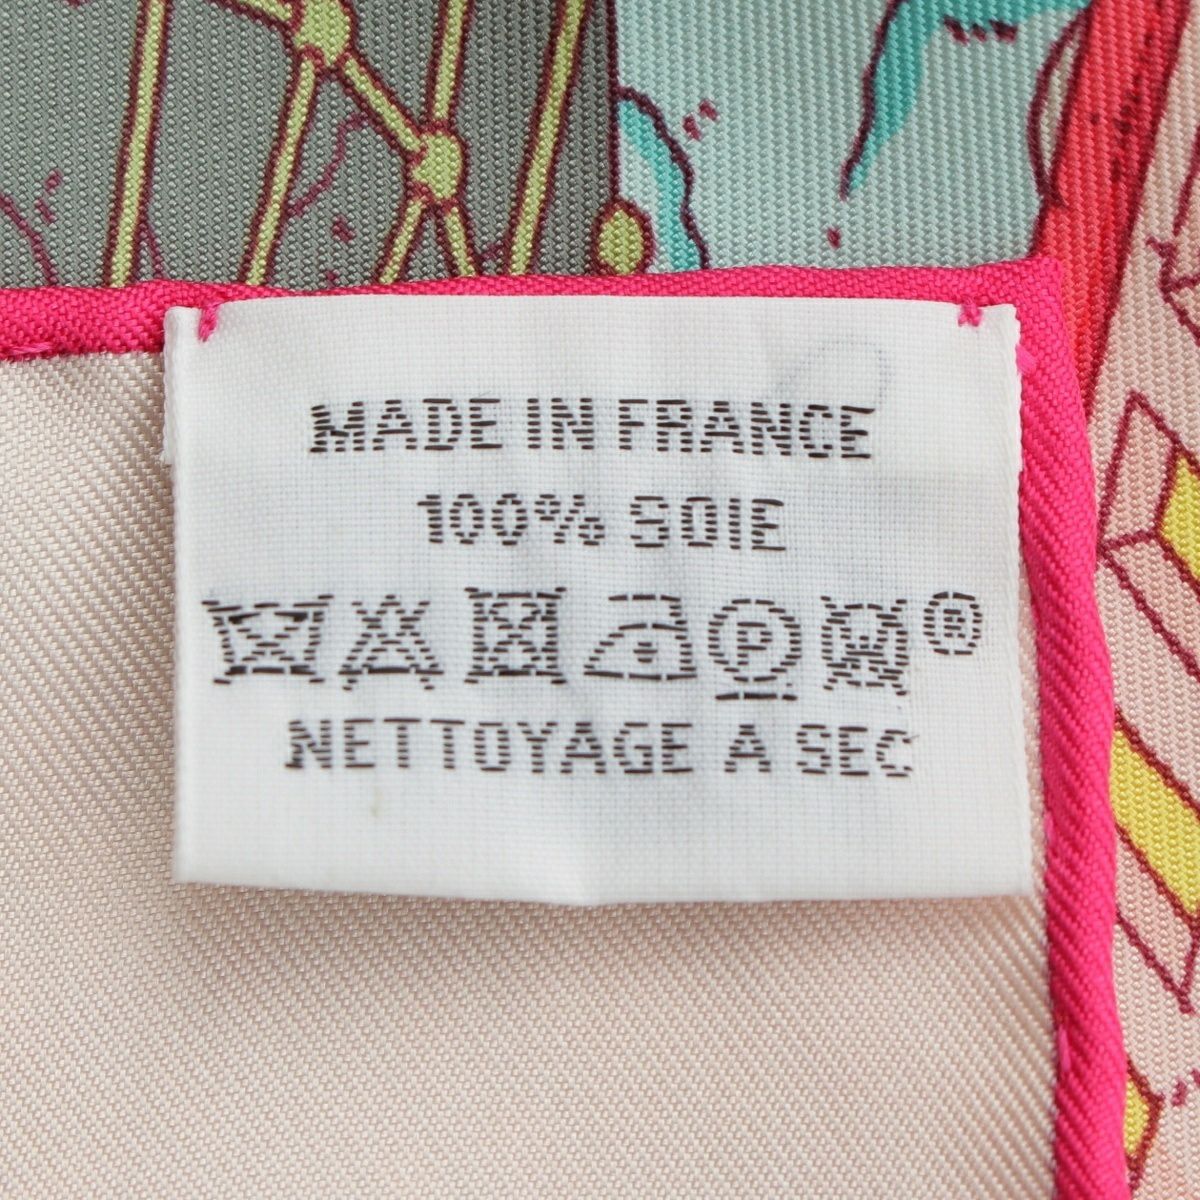 MADE IN FRANCE
100% SOIE
P W ®
NETTOYAGE A SEC